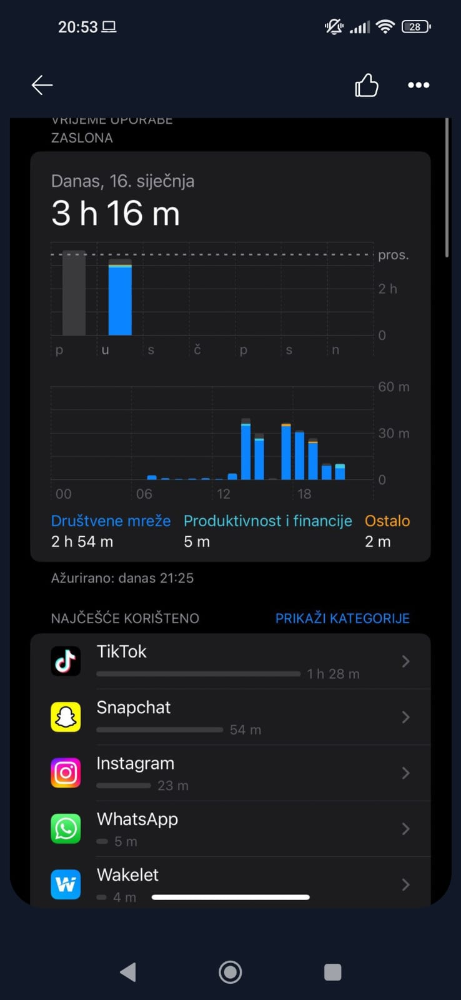 20:53
28
VRIJEME UPORABE
ZASLONA
Danas, 16. siječnja
3 h 16 m
pros.
2 h
0
p u s č p s n
60 m
30 m
0
00 06 12 18
Društvene mreže Produktivnost i financije Ostalo
2 h 54 m 5 m 2 m
Ažurirano: danas 21:25
NAJČEŠĆE KORIŠTENO PRIKAŽI KATEGORIJE
TikTok
1 h 28 m
Snapchat
54 m
Instagram
23 m
WhatsApp
5 m
Wakelet
4 m